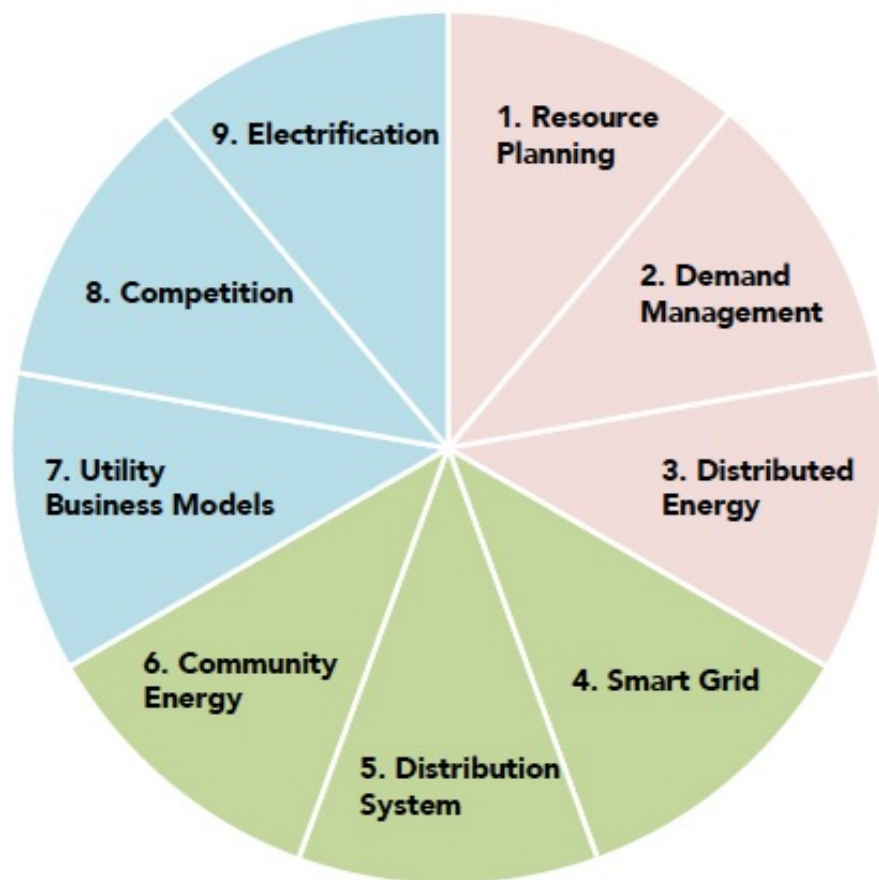 1. Resource
Planning
2. Demand
Management
3. Distributed
Energy
4. Smart Grid
5. Distribution
System
6. Community
Energy
7. Utility
Business Models
8. Competition
9. Electrification